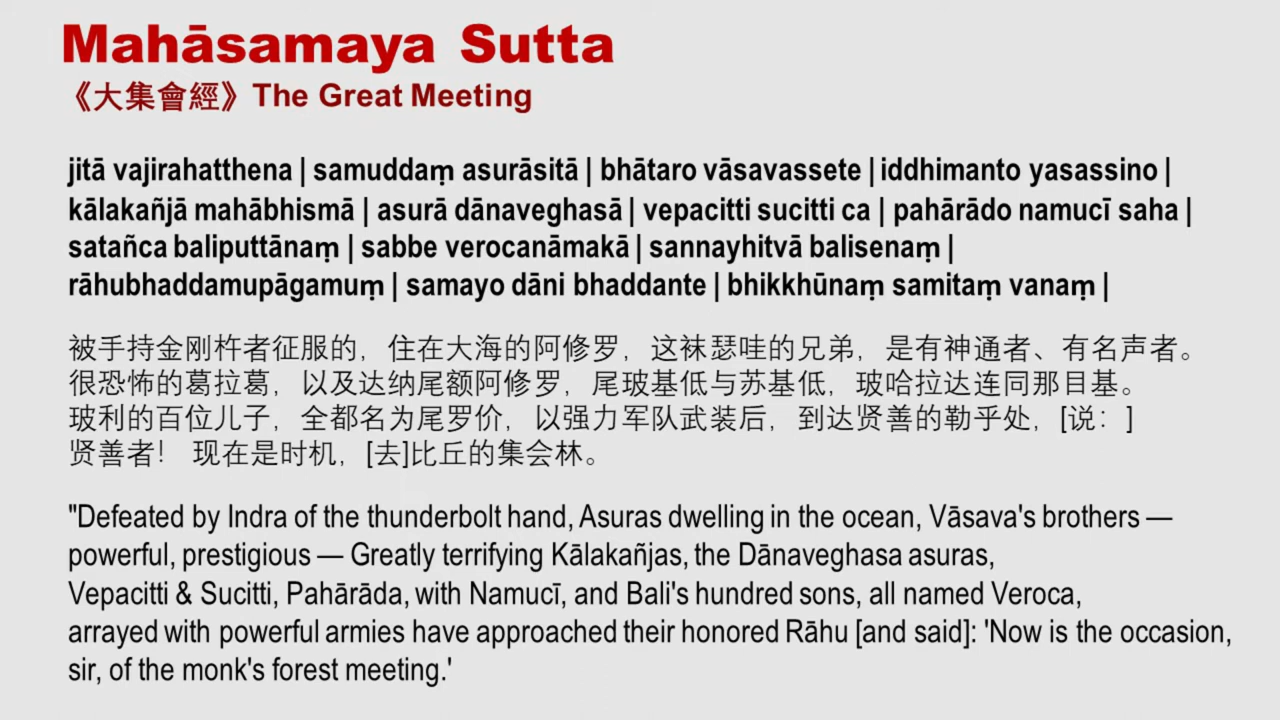 Mahāsamaya Sutta
《大集會經》The Great Meeting
jitā vajirahatthena | samuddaṃ asurāsitā | bhātaro vāsavassete | iddhimanto yasassino |
kālakañjā mahābhismā | asurā dānaveghasā | vepacitti sucitti ca | pahārādo namucī saha |
satañca baliputtānaṃ | sabbe verocanāmakā | sannayhitvā balisenaṃ |
rāhubhaddamupāgamuṃ | samayo dāni bhaddante | bhikkhūnaṃ samitaṃ vanaṃ |
被手持金刚杵者征服的，住在大海的阿修罗，这袜瑟哇的兄弟，是有神通者、有名声者。
很恐怖的葛拉葛，以及达纳尾额阿修罗，尾玻基低与苏基低，玻哈拉达连同那目基。
玻利的百位儿子，全都名为尾罗价，以强力军队武装后，到达贤善的勒乎处，[说：]
贤善者！ 现在是时机，[去]比丘的集会林。
"Defeated by Indra of the thunderbolt hand, Asuras dwelling in the ocean, Vāsava's brothers —
powerful, prestigious — Greatly terrifying Kālakañjas, the Dānaveghasa asuras,
Vepacitti & Sucitti, Pahārāda, with Namucī, and Bali's hundred sons, all named Veroca,
arrayed with powerful armies have approached their honored Rāhu [and said]: 'Now is the occasion,
sir, of the monk's forest meeting.'